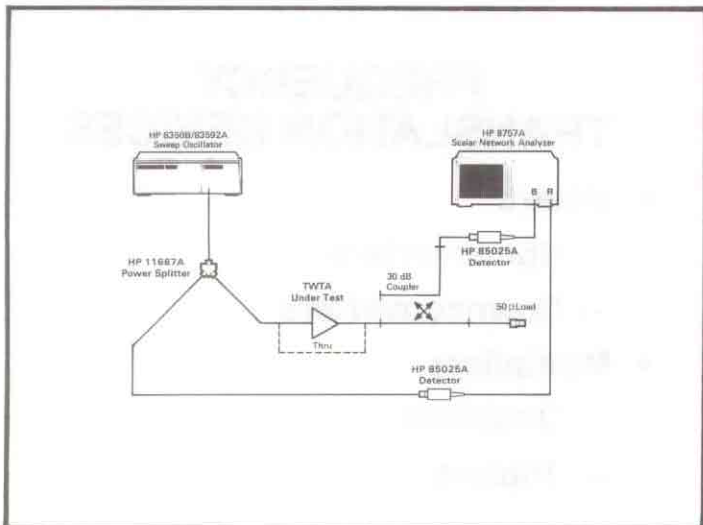 HP 8350B/83592A
Sweep Oscillator
HP 8757A
Scalar Network Analyzer
B R
HP 85025A
Detector
HP 11667A
Power Splitter
TWTA
Under Test
30 dB
Coupler
50 Load
Thru
HP 85025A
Detector